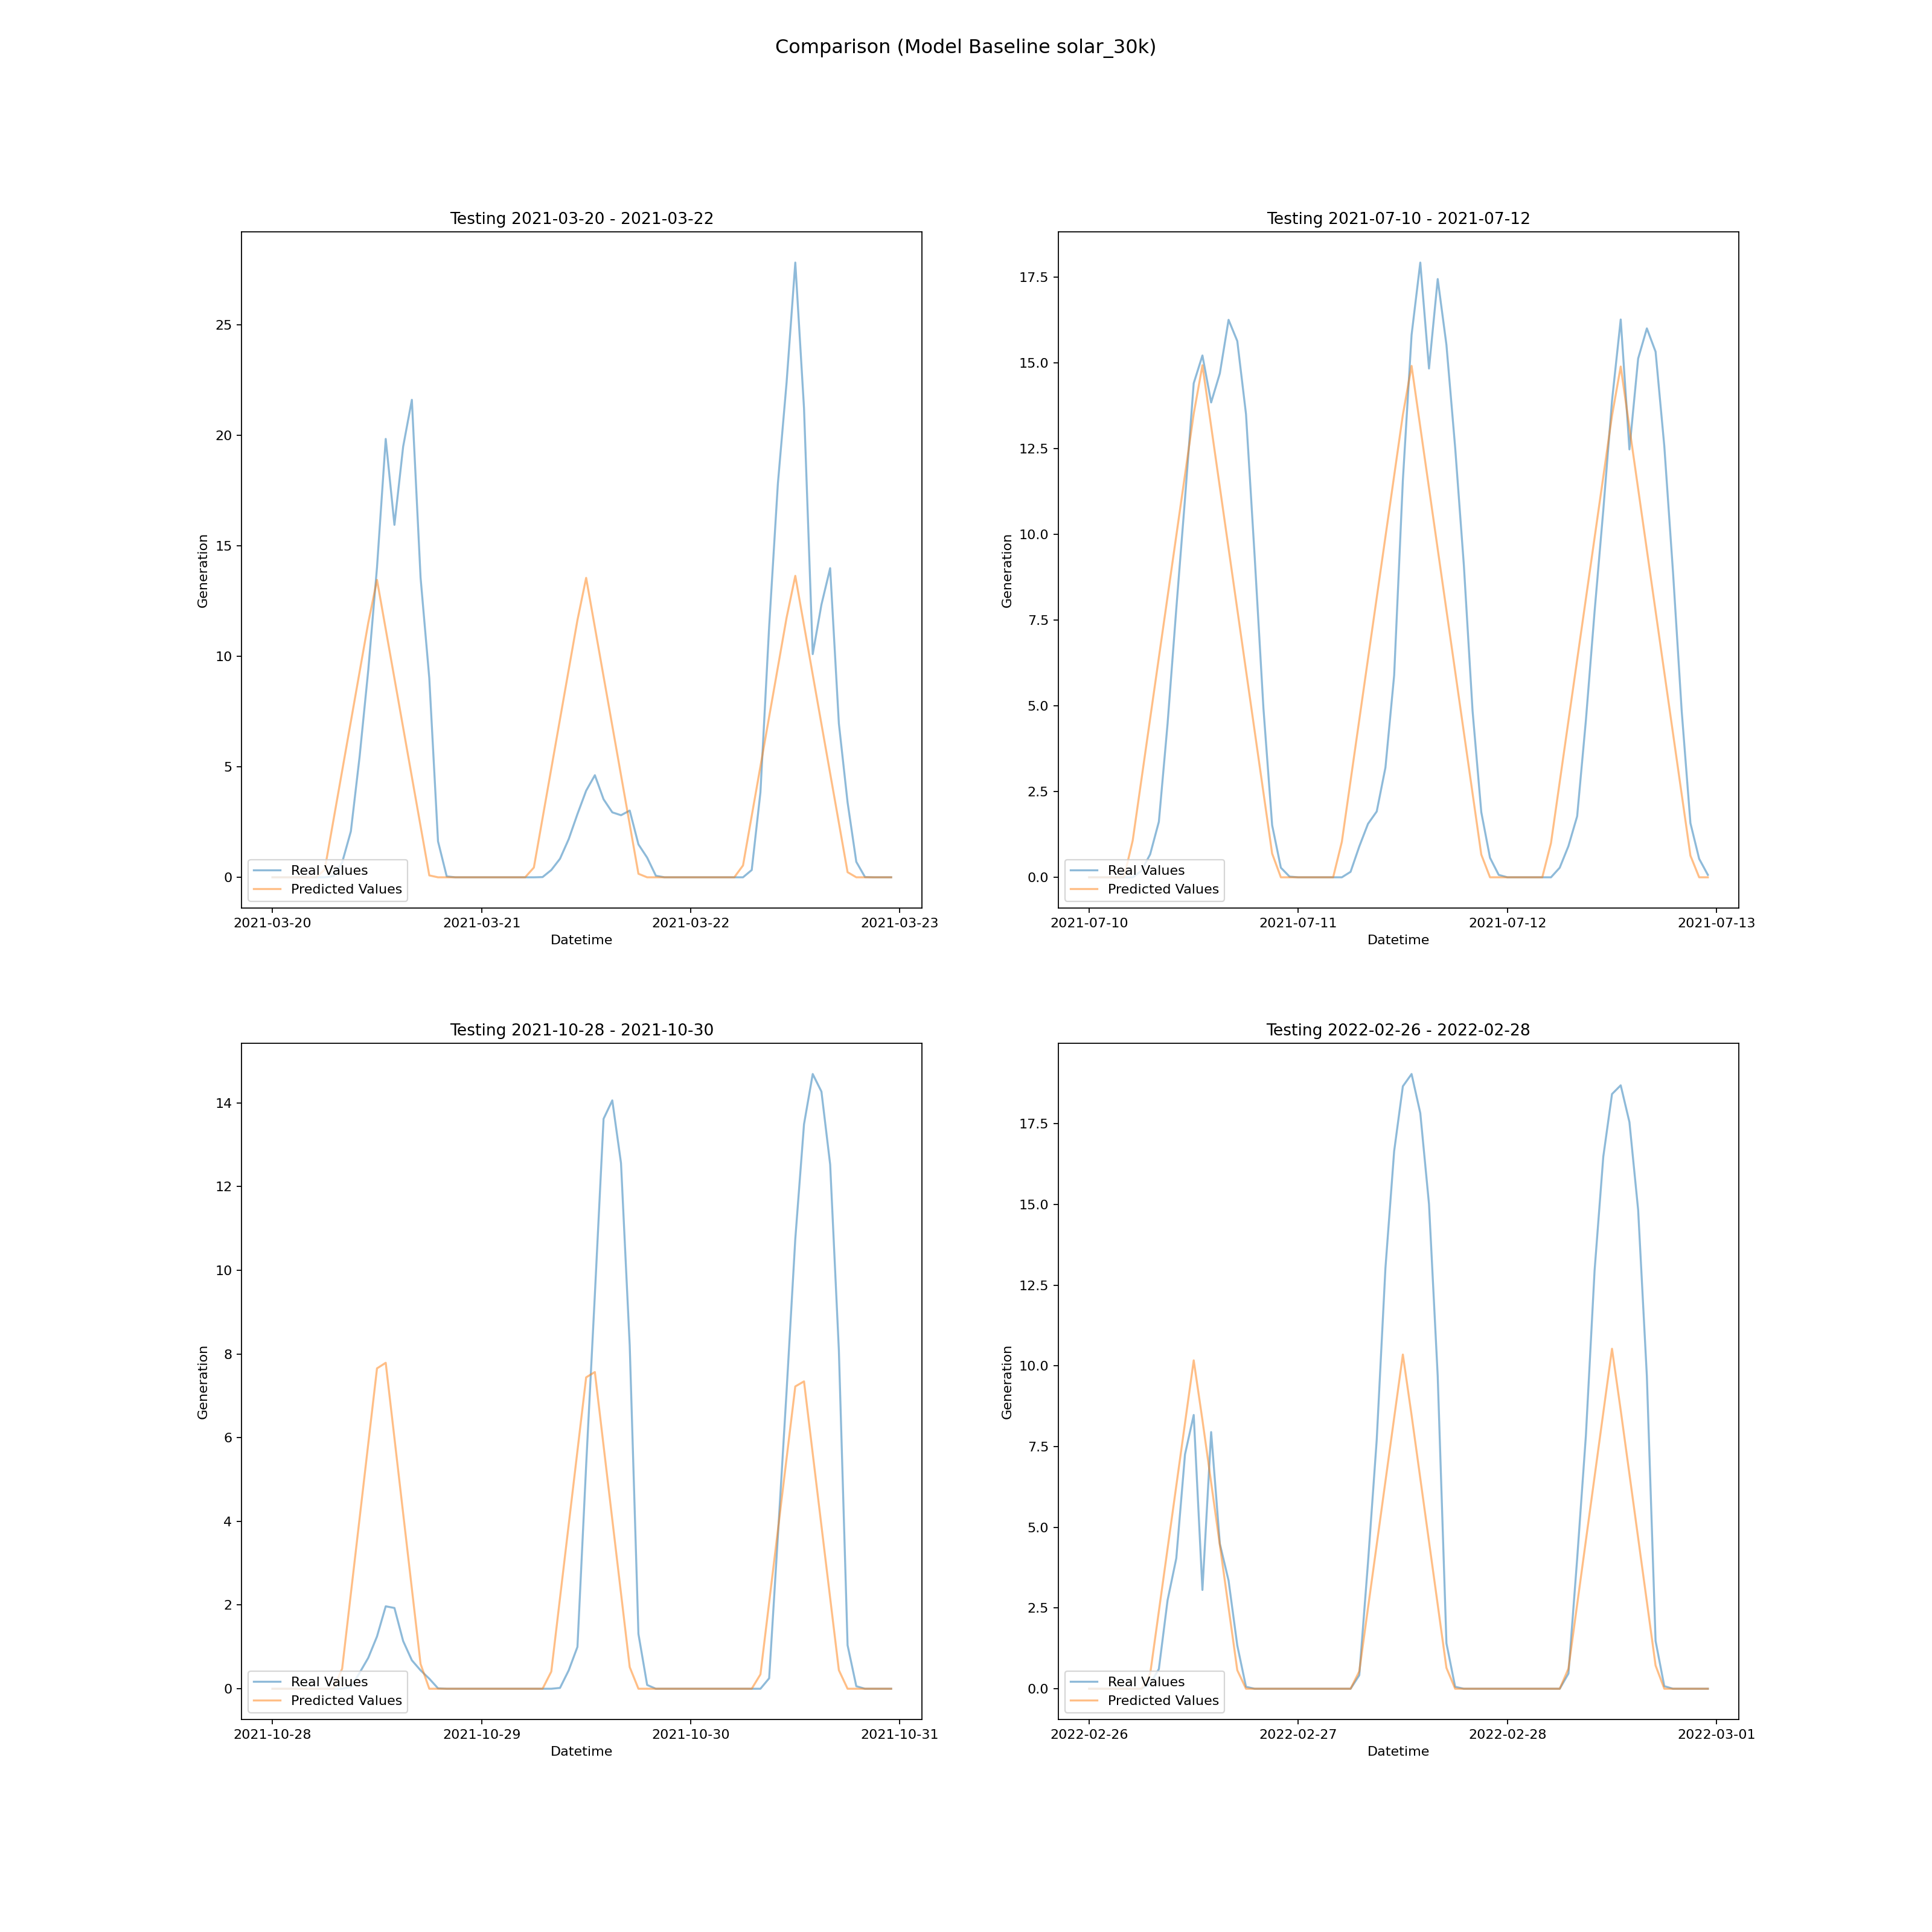 Comparison (Model Baseline solar_30k)
Testing 2021-03-20 - 2021-03-22
Generation
25
20
15
10
5
0
Real Values
Predicted Values
2021-03-20 2021-03-21 2021-03-22 2021-03-23
Datetime
Testing 2021-07-10 - 2021-07-12
Generation
17.5
15.0
12.5
10.0
7.5
5.0
2.5
0.0
Real Values
Predicted Values
2021-07-10 2021-07-11 2021-07-12 2021-07-13
Datetime
Testing 2021-10-28 - 2021-10-30
Generation
14
12
10
8
6
4
2
0
Real Values
Predicted Values
2021-10-28 2021-10-29 2021-10-30 2021-10-31
Datetime
Testing 2022-02-26 - 2022-02-28
Generation
17.5
15.0
12.5
10.0
7.5
5.0
2.5
0.0
Real Values
Predicted Values
2022-02-26 2022-02-27 2022-02-28 2022-03-01
Datetime